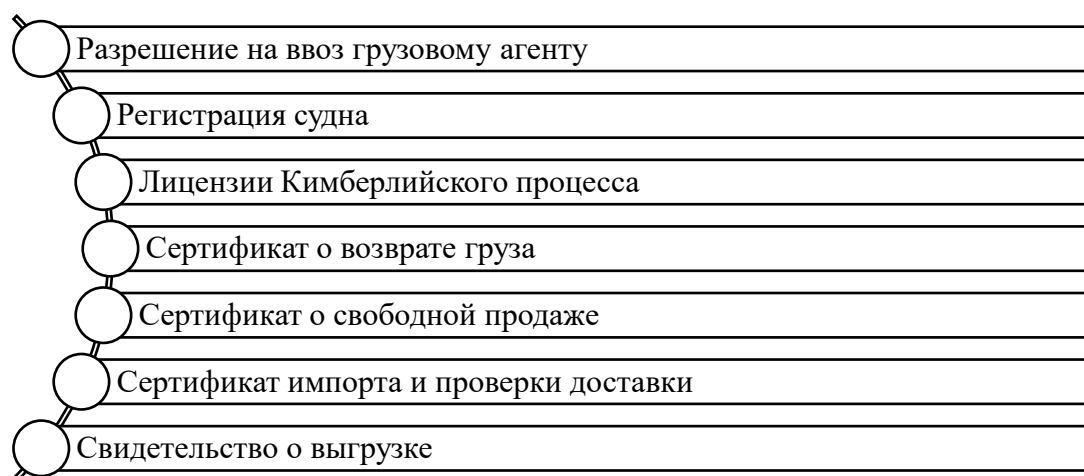 Разрешение на ввоз грузовому агенту
Регистрация судна
Лицензии Кимберлийского процесса
Сертификат о возврате груза
Сертификат о свободной продаже
Сертификат импорта и проверки доставки
Свидетельство о выгрузке